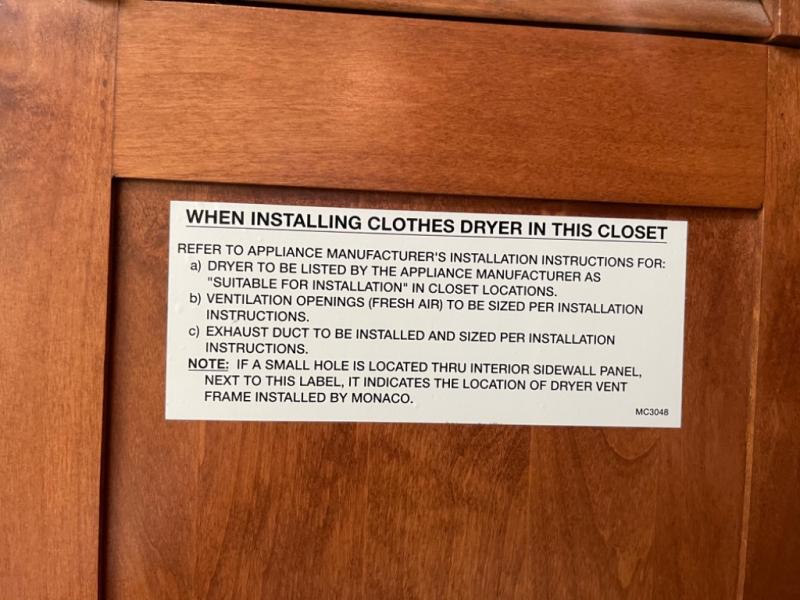 WHEN INSTALLING CLOTHES DRYER IN THIS CLOSET
REFER TO APPLIANCE MANUFACTURER'S INSTALLATION INSTRUCTIONS FOR:
a) DRYER TO BE LISTED BY THE APPLIANCE MANUFACTURER AS
"SUITABLE FOR INSTALLATION" IN CLOSET LOCATIONS.
b) VENTILATION OPENINGS (FRESH AIR) TO BE SIZED PER INSTALLATION
INSTRUCTIONS.
c) EXHAUST DUCT TO BE INSTALLED AND SIZED PER INSTALLATION
INSTRUCTIONS.
NOTE: IF A SMALL HOLE IS LOCATED THRU INTERIOR SIDEWALL PANEL,
NEXT TO THIS LABEL, IT INDICATES THE LOCATION OF DRYER VENT
FRAME INSTALLED BY MONACO.
MC3048